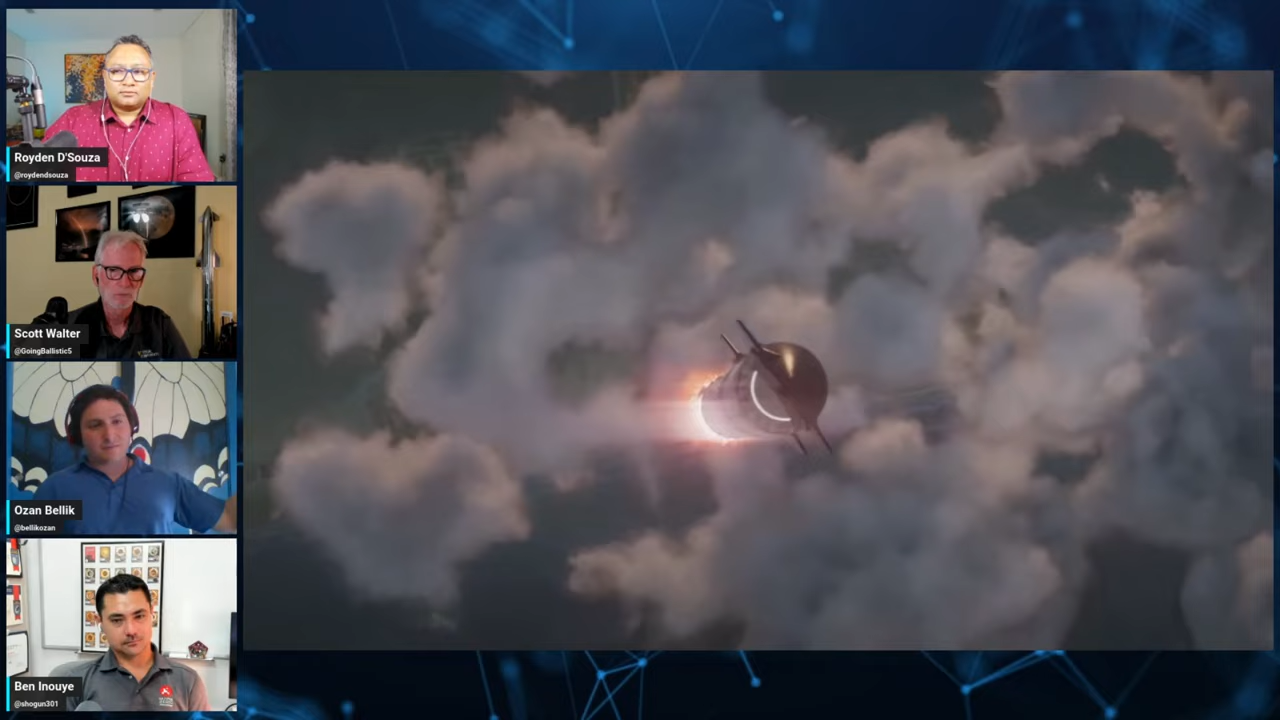 Royden D'Souza
@roydendsouza
Scott Walter
@GoingBallistic5
Ozan Bellik
@bellikozan
Ben Inouye
@shogun301